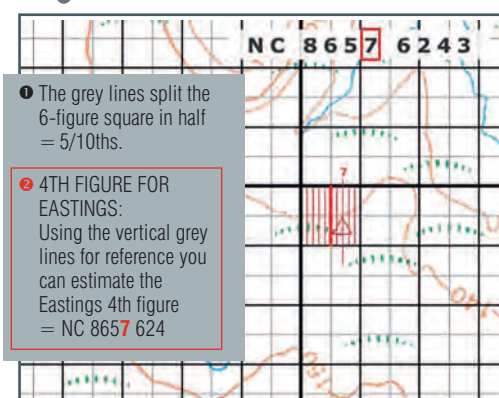 NC 8657 6243
❶ The grey lines split the
6-figure square in half
= 5/10ths.
❷ 4TH FIGURE FOR
EASTINGS:
Using the vertical grey
lines for reference you
can estimate the
Eastings 4th figure
= NC 8657 624
7
150